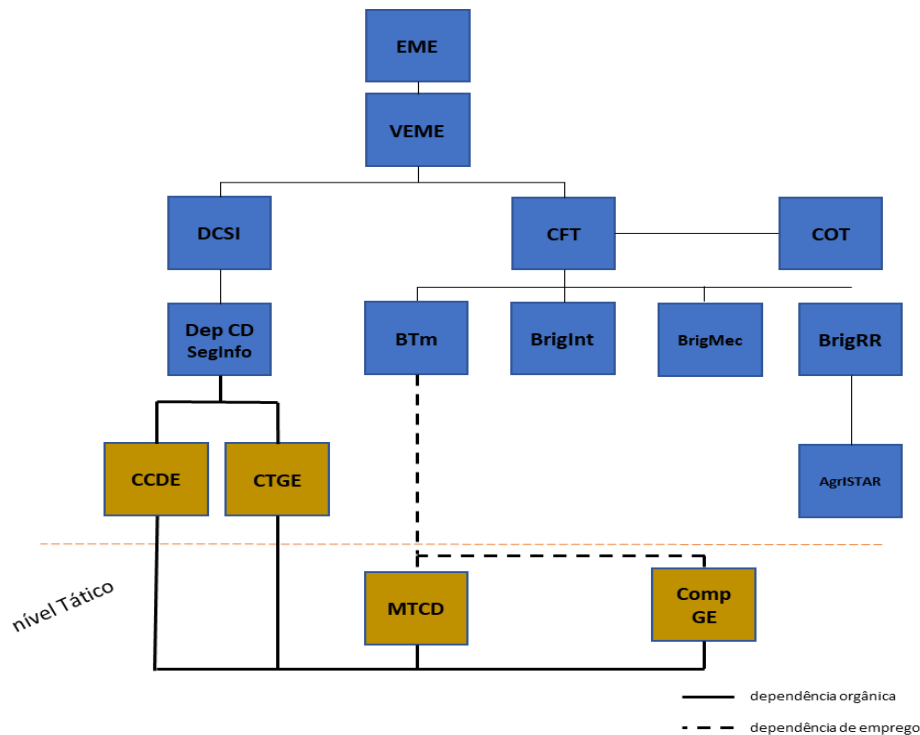 EME
VEME
DCSI
CFT
COT
Dep CD
SegInfo
BTm
BrigInt
BrigMec
BrigRR
CCDE
CTGE
AgrISTAR
nível Tático
MTCD
Comp
GE
dependência orgânica
dependência de emprego